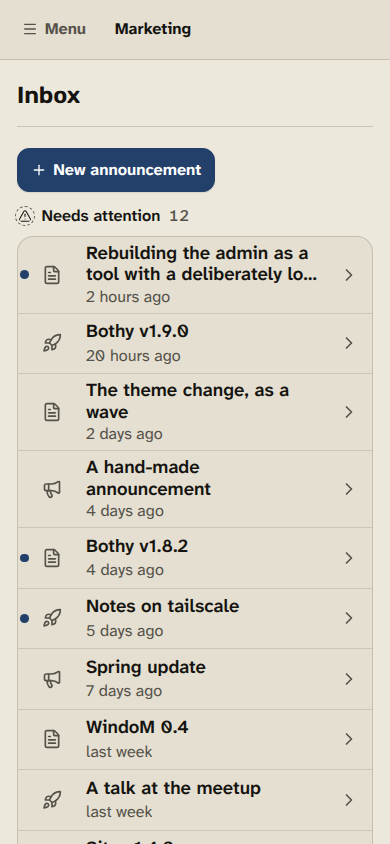 Menu
Marketing
Inbox
New announcement
Needs attention 12
Rebuilding the admin as a
tool with a deliberately lo...
2 hours ago
Bothy v1.9.0
20 hours ago
The theme change, as a
wave
2 days ago
A hand-made
announcement
4 days ago
Bothy v1.8.2
4 days ago
Notes on tailscale
5 days ago
Spring update
7 days ago
WindoM 0.4
last week
A talk at the meetup
last week